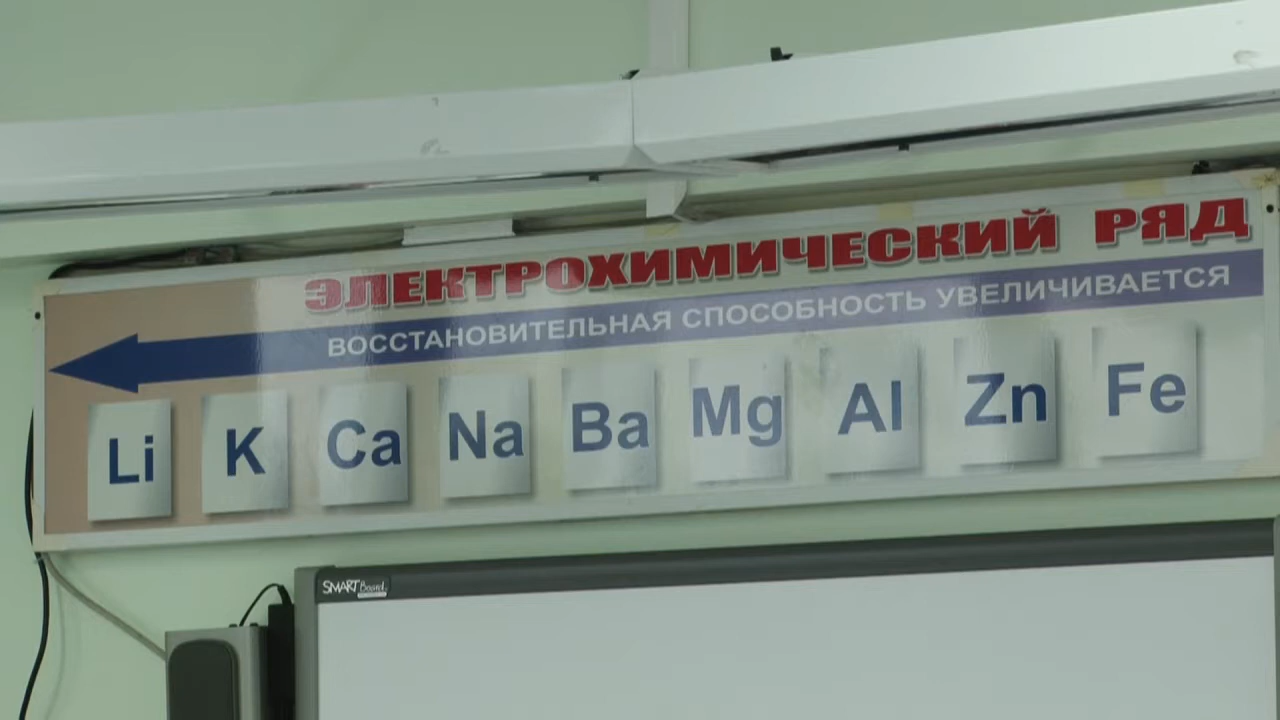 ЭЛЕКТРОХИМИЧЕСКИЙ РЯД
ВОССТАНОВИТЕЛЬНАЯ СПОСОБНОСТЬ УВЕЛИЧИВАЕТСЯ
Li K Ca Na Ba Mg Al Zn Fe
SMART Board